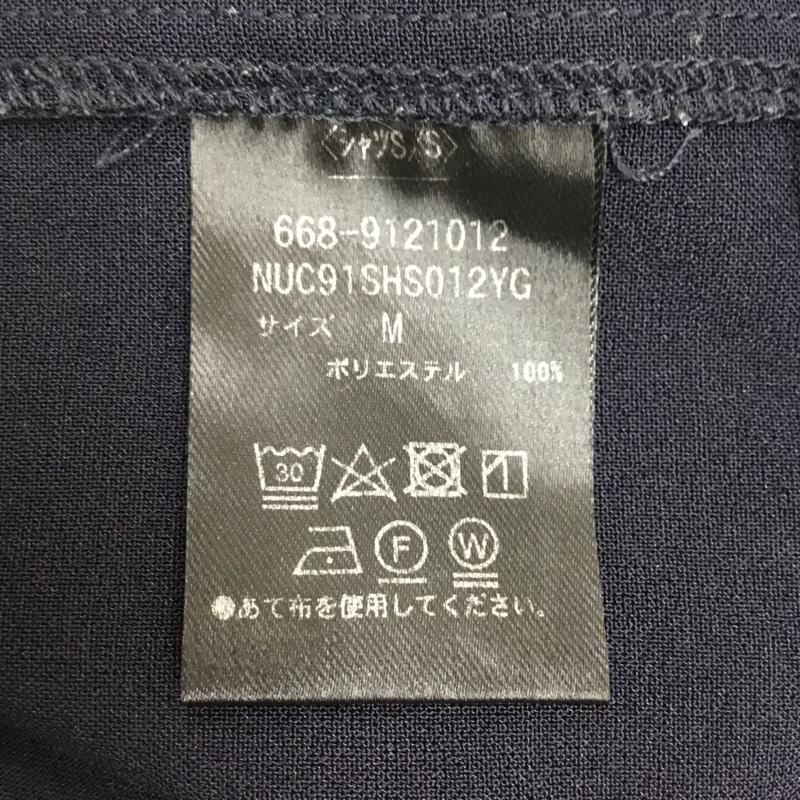 〈シャツS/S〉
668-9121012
NUC91SHS012YG
サイズ M
ポリエステル 100%
30
F W
●あて布を使用してください。